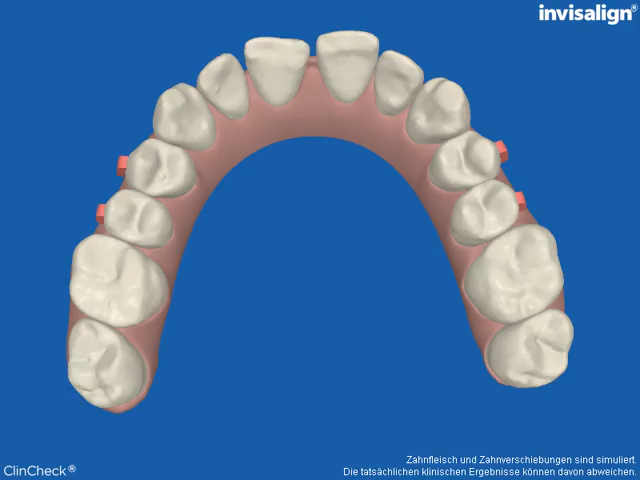 invisalign®
ClinCheck®
Zahnfleisch und Zahnverschiebungen sind simuliert.
Die tatsächlichen klinischen Ergebnisse können davon abweichen.